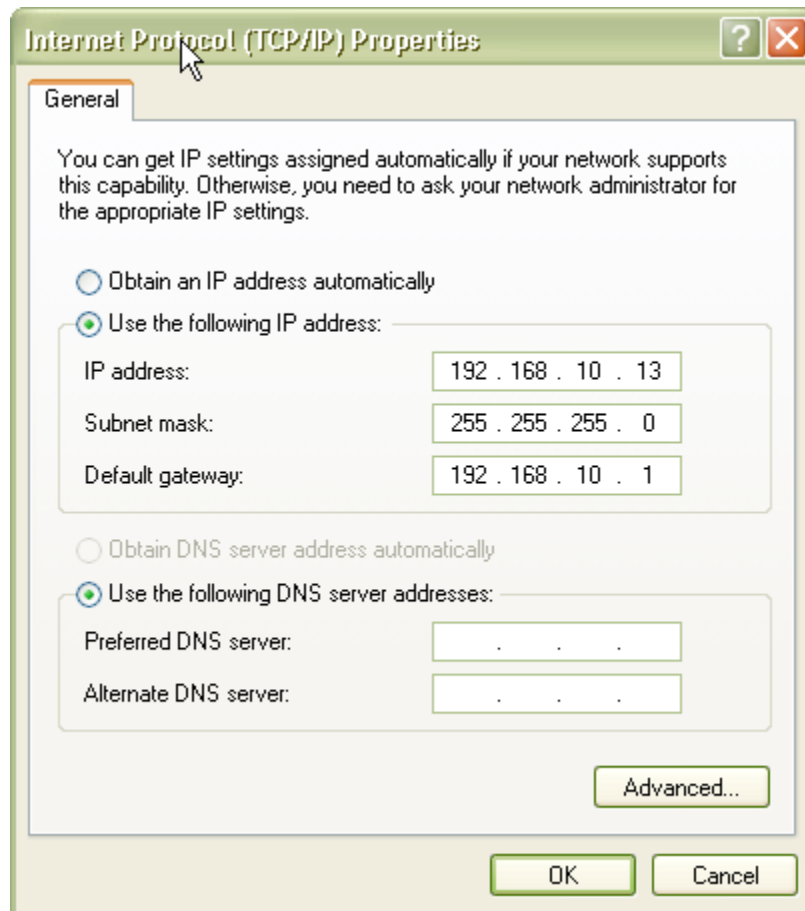 Internet Protocol (TCP/IP) Properties
General
You can get IP settings assigned automatically if your network supports
this capability. Otherwise, you need to ask your network administrator for
the appropriate IP settings.
Obtain an IP address automatically
Use the following IP address:
IP address: 192 . 168 . 10 . 13
Subnet mask: 255 . 255 . 255 . 0
Default gateway: 192 . 168 . 10 . 1
Obtain DNS server address automatically
Use the following DNS server addresses:
Preferred DNS server: . . .
Alternate DNS server: . . .
Advanced...
OK Cancel